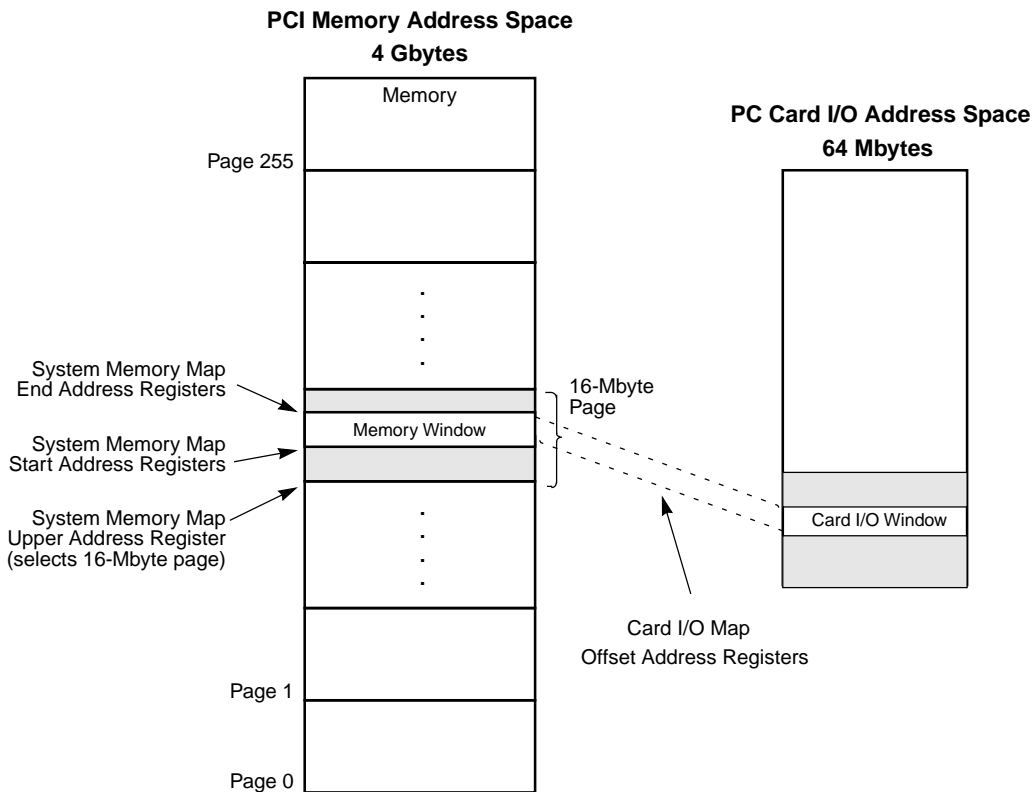 PCI Memory Address Space
4 Gbytes
Memory
PC Card I/O Address Space
64 Mbytes
Page 255
System Memory Map
End Address Registers
16-Mbyte
Page
Memory Window
System Memory Map
Start Address Registers
System Memory Map
Upper Address Register
(selects 16-Mbyte page)
Card I/O Window
Card I/O Map
Offset Address Registers
Page 1
Page 0